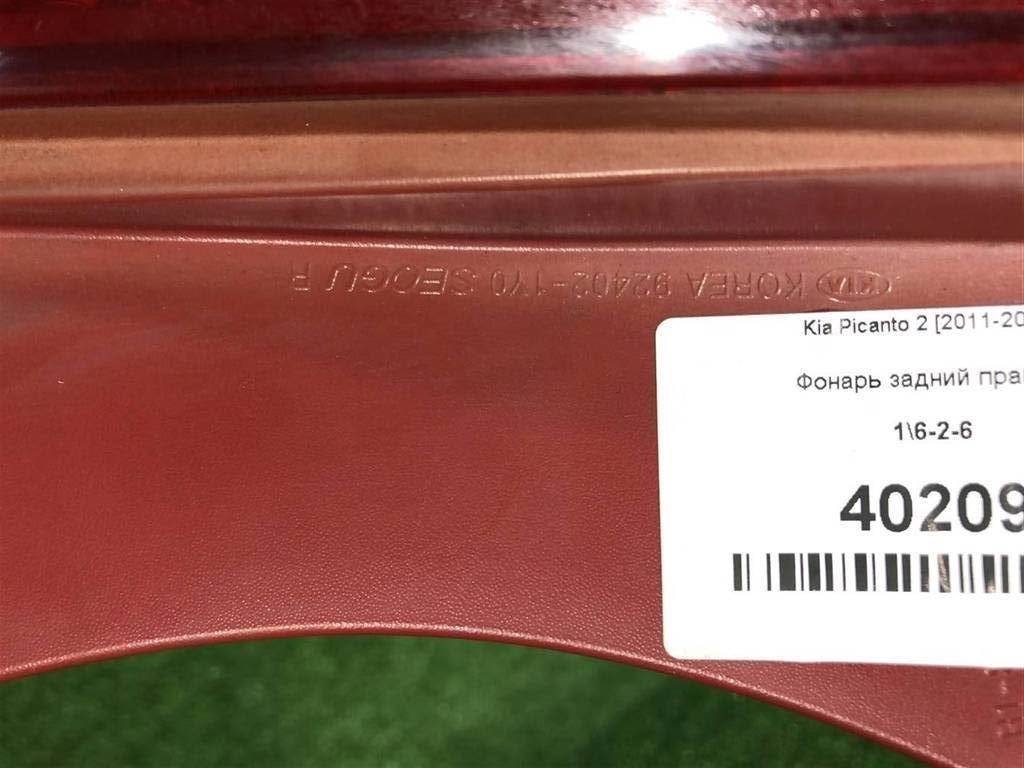 KIA KOREA 92402-1Y0 SEOGU R
Kia Picanto 2 [2011-20
Фонарь задний пра
1\6-2-6
40209